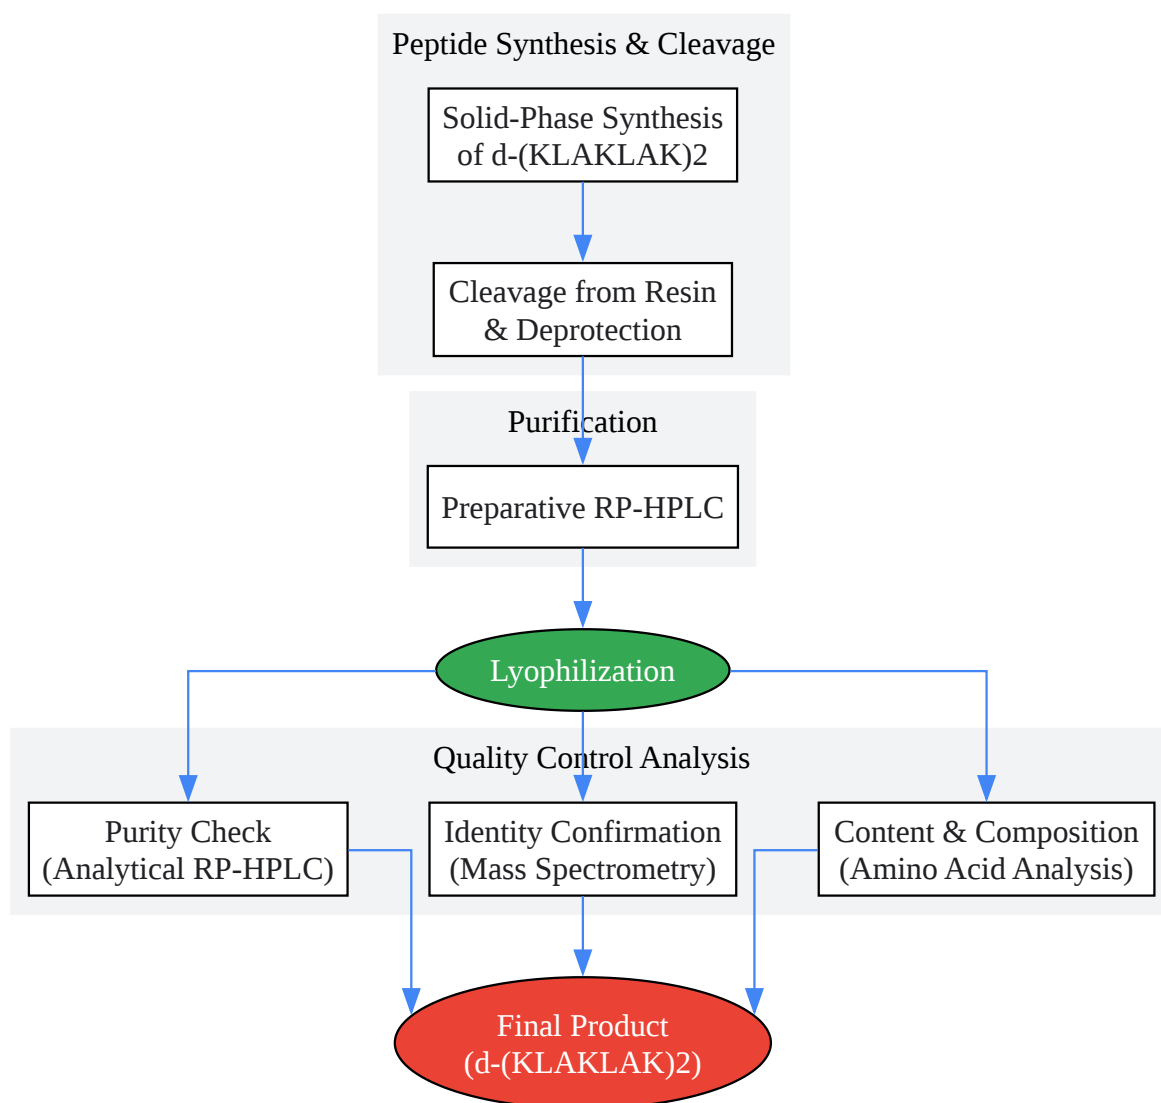 Peptide Synthesis & Cleavage
Solid-Phase Synthesis
of d-(KLAKLAK)2
Cleavage from Resin
& Deprotection
Purification
Preparative RP-HPLC
Lyophilization
Quality Control Analysis
Purity Check
(Analytical RP-HPLC)
Identity Confirmation
(Mass Spectrometry)
Content & Composition
(Amino Acid Analysis)
Final Product
(d-(KLAKLAK)2)